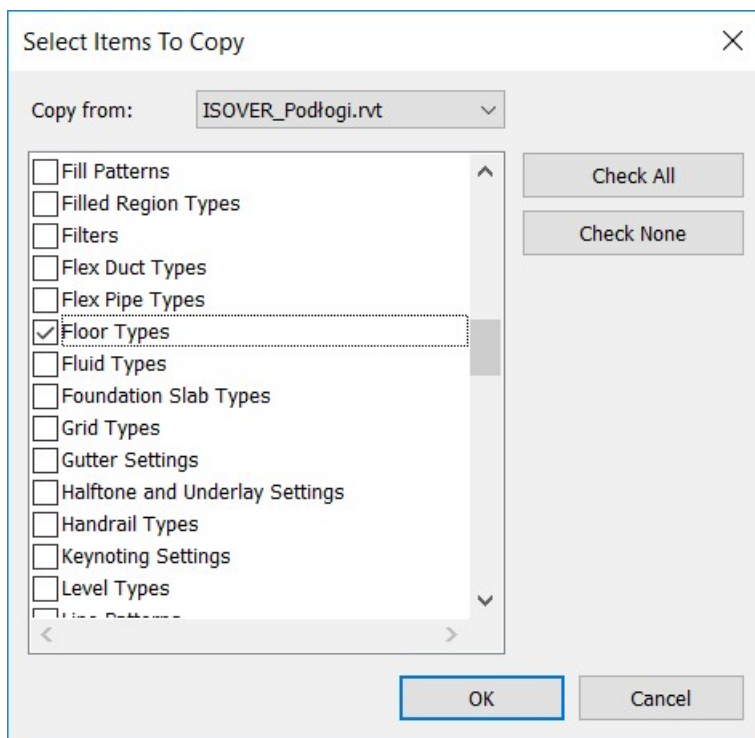 Select Items To Copy
Copy from: ISOVER_Podłogi.rvt
Fill Patterns
Check All
Filled Region Types
Filters
Check None
Flex Duct Types
Flex Pipe Types
Floor Types
Fluid Types
Foundation Slab Types
Grid Types
Gutter Settings
Halftone and Underlay Settings
Handrail Types
Keynoting Settings
Level Types
OK Cancel